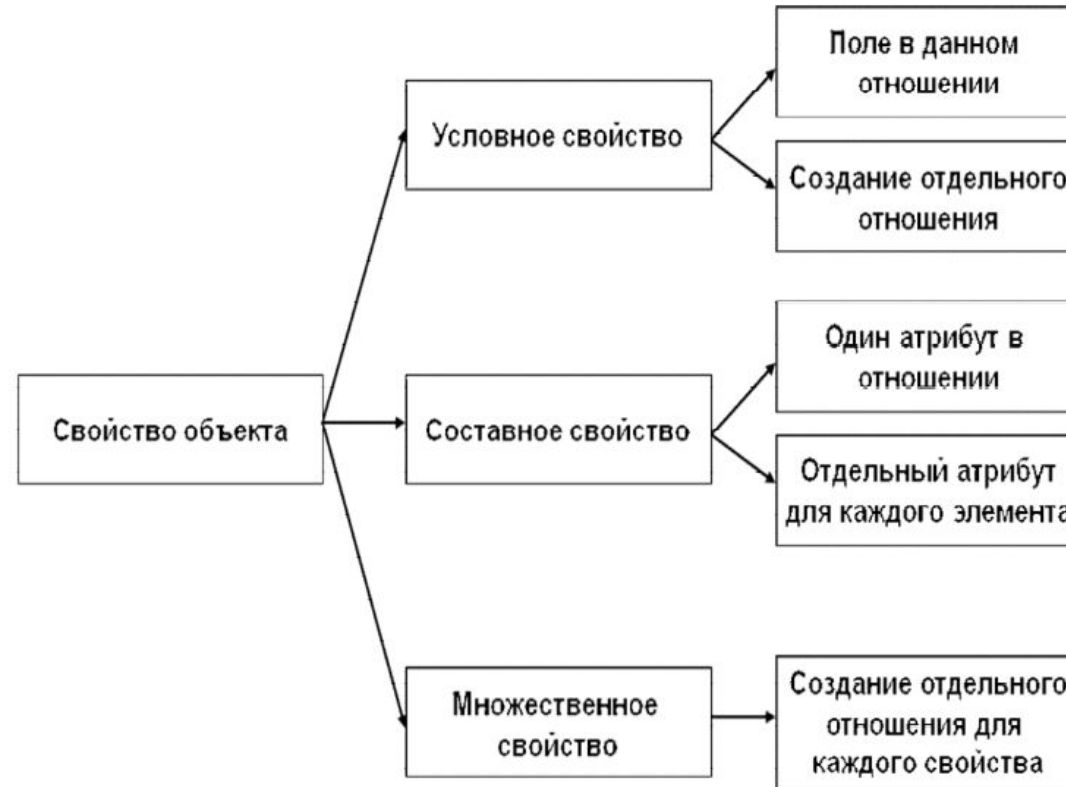 Поле в данном
отношении
Условное свойство
Создание отдельного
отношения
Один атрибут в
отношении
Свойство объекта
Составное свойство
Отдельный атрибут
для каждого элемента
Множественное
свойство
Создание отдельного
отношения для
каждого свойства